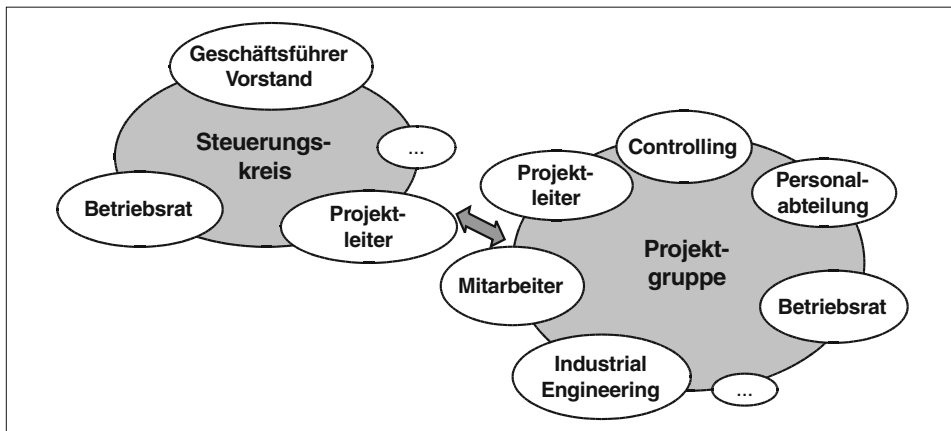 Geschäftsführer
Vorstand
Steuerungs-
kreis
...
Betriebsrat
Projekt-
leiter
Controlling
Projekt-
leiter
Personal-
abteilung
Projekt-
gruppe
Mitarbeiter
Betriebsrat
Industrial
Engineering
...